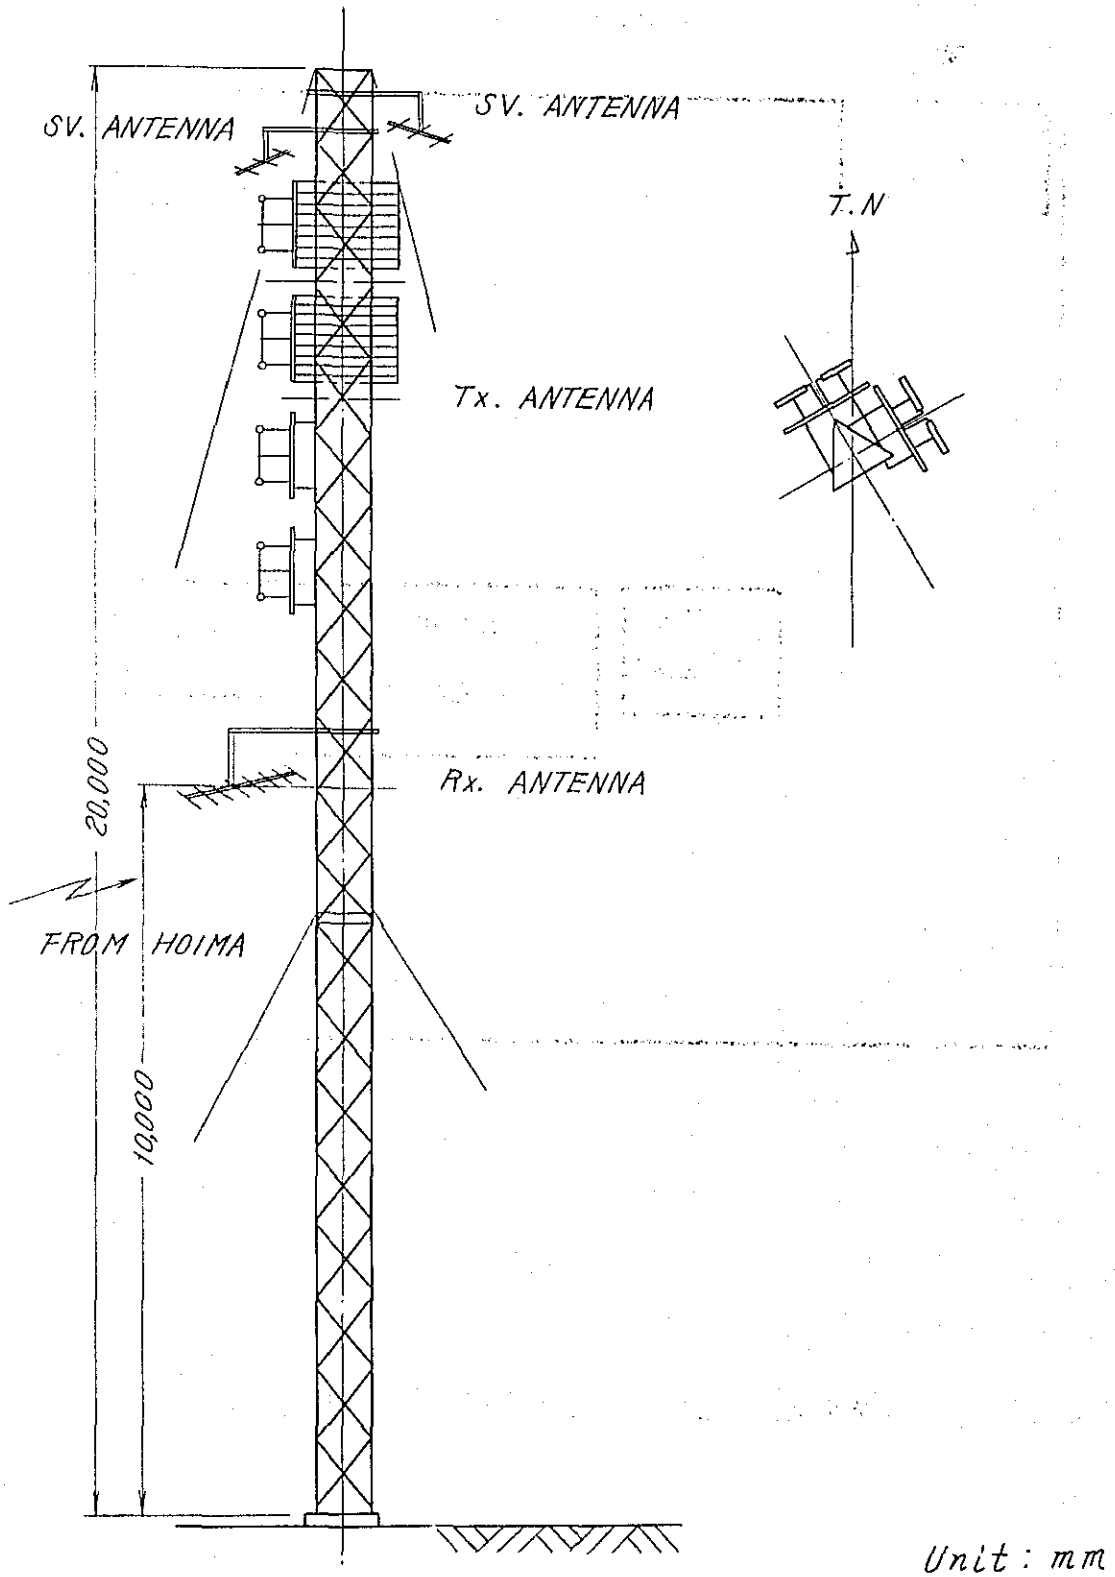 SV. ANTENNA
SV. ANTENNA
T.N
Tx. ANTENNA
20,000
Rx. ANTENNA
FROM HOIMA
10,000
Unit : mm